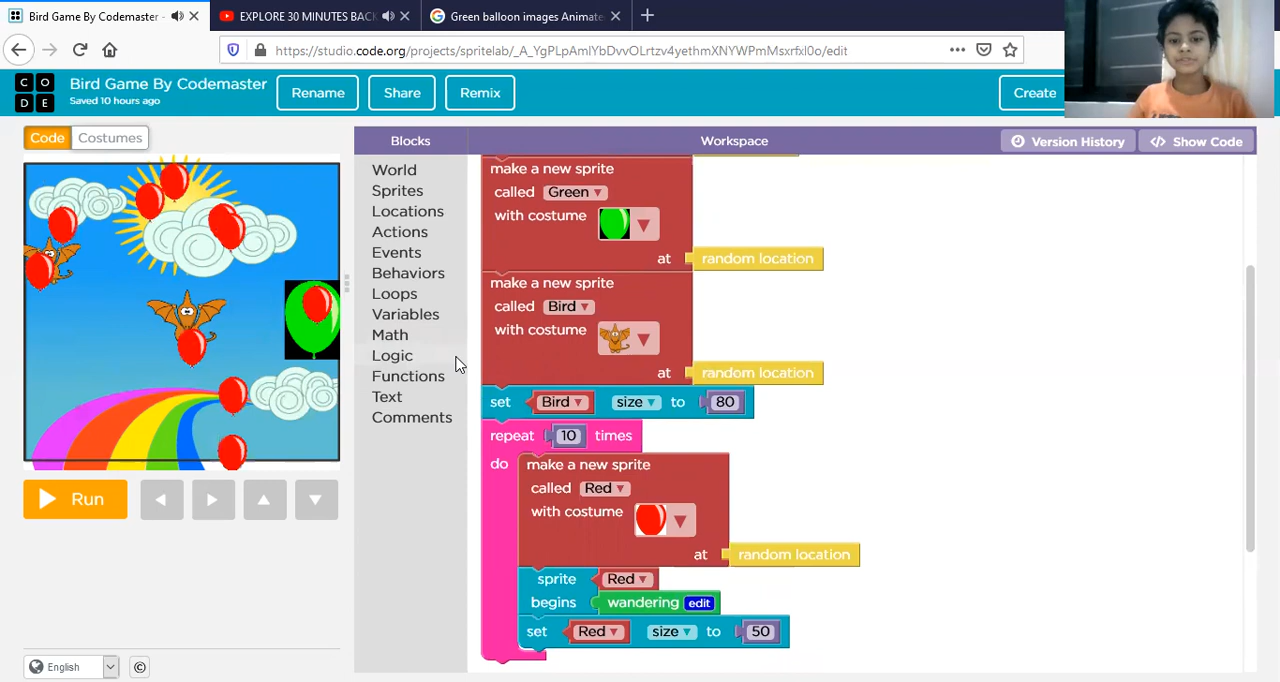 Bird Game By Codemaster -
EXPLORE 30 MINUTES BACK
Green balloon images Animate
https://studio.code.org/projects/spritelab/_A_YgPLpAmlYbDvvOLrtzv4yethmXNYWPmMsxrfxl0o/edit
C O
D E
Bird Game By Codemaster
Saved 10 hours ago
Rename
Share
Remix
Create
Code
Costumes
Blocks
Workspace
Version History
</> Show Code
World
Sprites
Locations
Actions
Events
Behaviors
Loops
Variables
Math
Logic
Functions
Text
Comments
make a new sprite
called Green
with costume
at random location
make a new sprite
called Bird
with costume
at random location
set Bird size to 80
repeat 10 times
do make a new sprite
called Red
with costume
at random location
sprite Red
begins wandering edit
set Red size to 50
Run
English
©